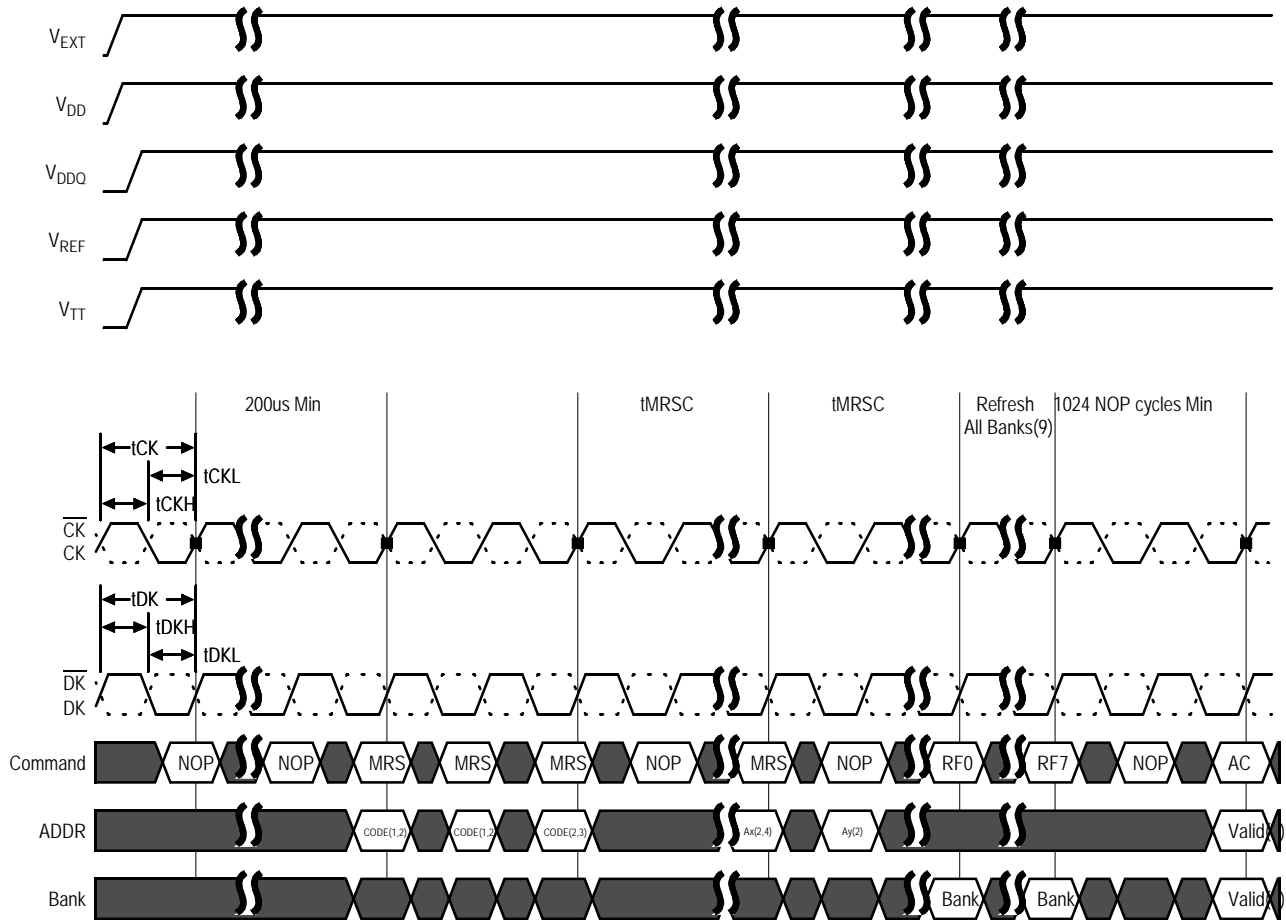 VEXT
VDD
VDDQ
VREF
VTT
200us Min
tMRSC
tMRSC
Refresh
All Banks(9)
1024 NOP cycles Min
tCK
tCKL
tCKH
CK
CK
tDK
tDKH
tDKL
DK
DK
Command NOP NOP MRS MRS MRS NOP MRS NOP RF0 RF7 NOP AC
ADDR CODE(1,2) CODE(1,2 CODE(2,3) Ax(2,4) Ay(2) Valid
Bank Bank Bank Valid